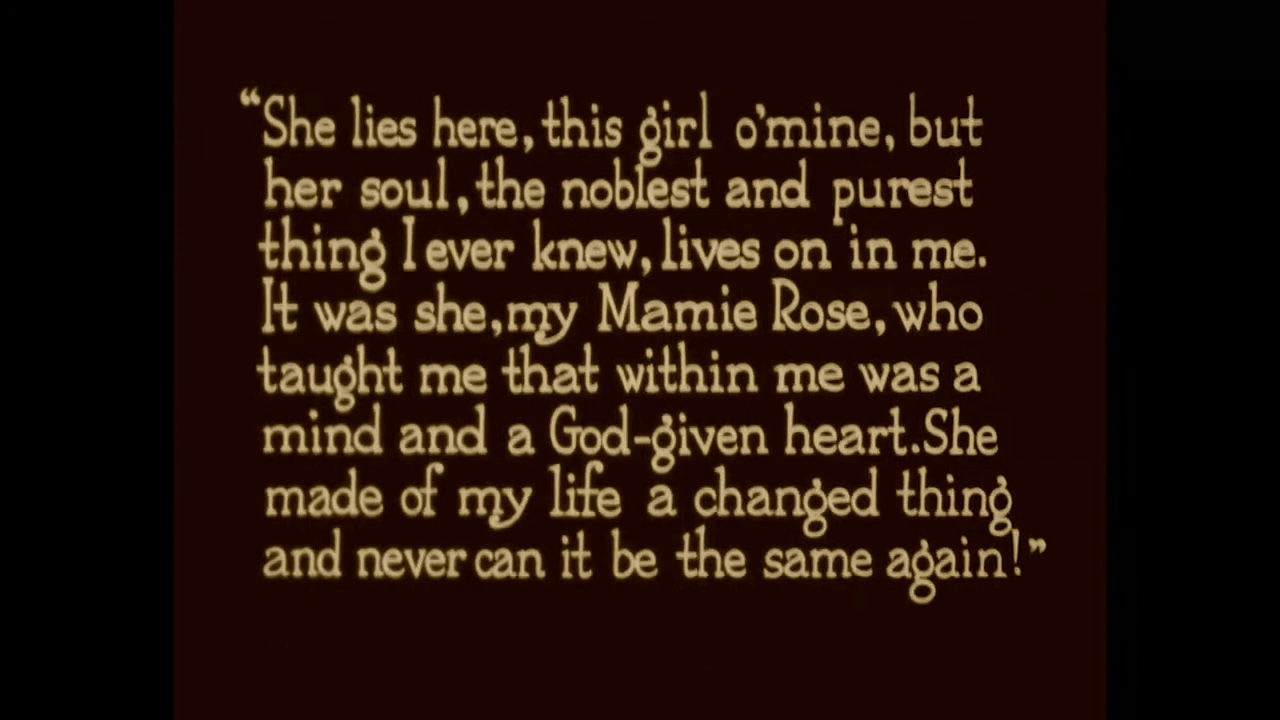 “She lies here, this girl o’mine, but
her soul, the noblest and purest
thing I ever knew, lives on in me.
It was she, my Mamie Rose, who
taught me that within me was a
mind and a God-given heart. She
made of my life a changed thing
and never can it be the same again!”